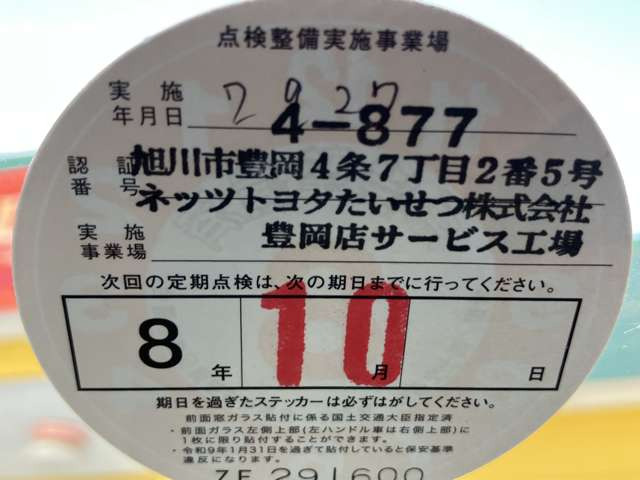 点検整備実施事業場
実施
年月日
7 9 27
4-877
認証
番号
旭川市豊岡4条7丁目2番5号
ネッツトヨタたいせつ株式会社
実施
事業場
豊岡店サービス工場
次回の定期点検は、次の期日までに行ってください。
8年 10月 日
期日を過ぎたステッカーは必ずはがしてください。
前面窓ガラス貼付に係る国土交通大臣指定済
・前面ガラス左側上部(左ハンドル車は右側上部)に
1枚に限り貼付することができます。
・令和9年1月31日を過ぎて貼付していると保安基準
違反になります。
ZF 291600